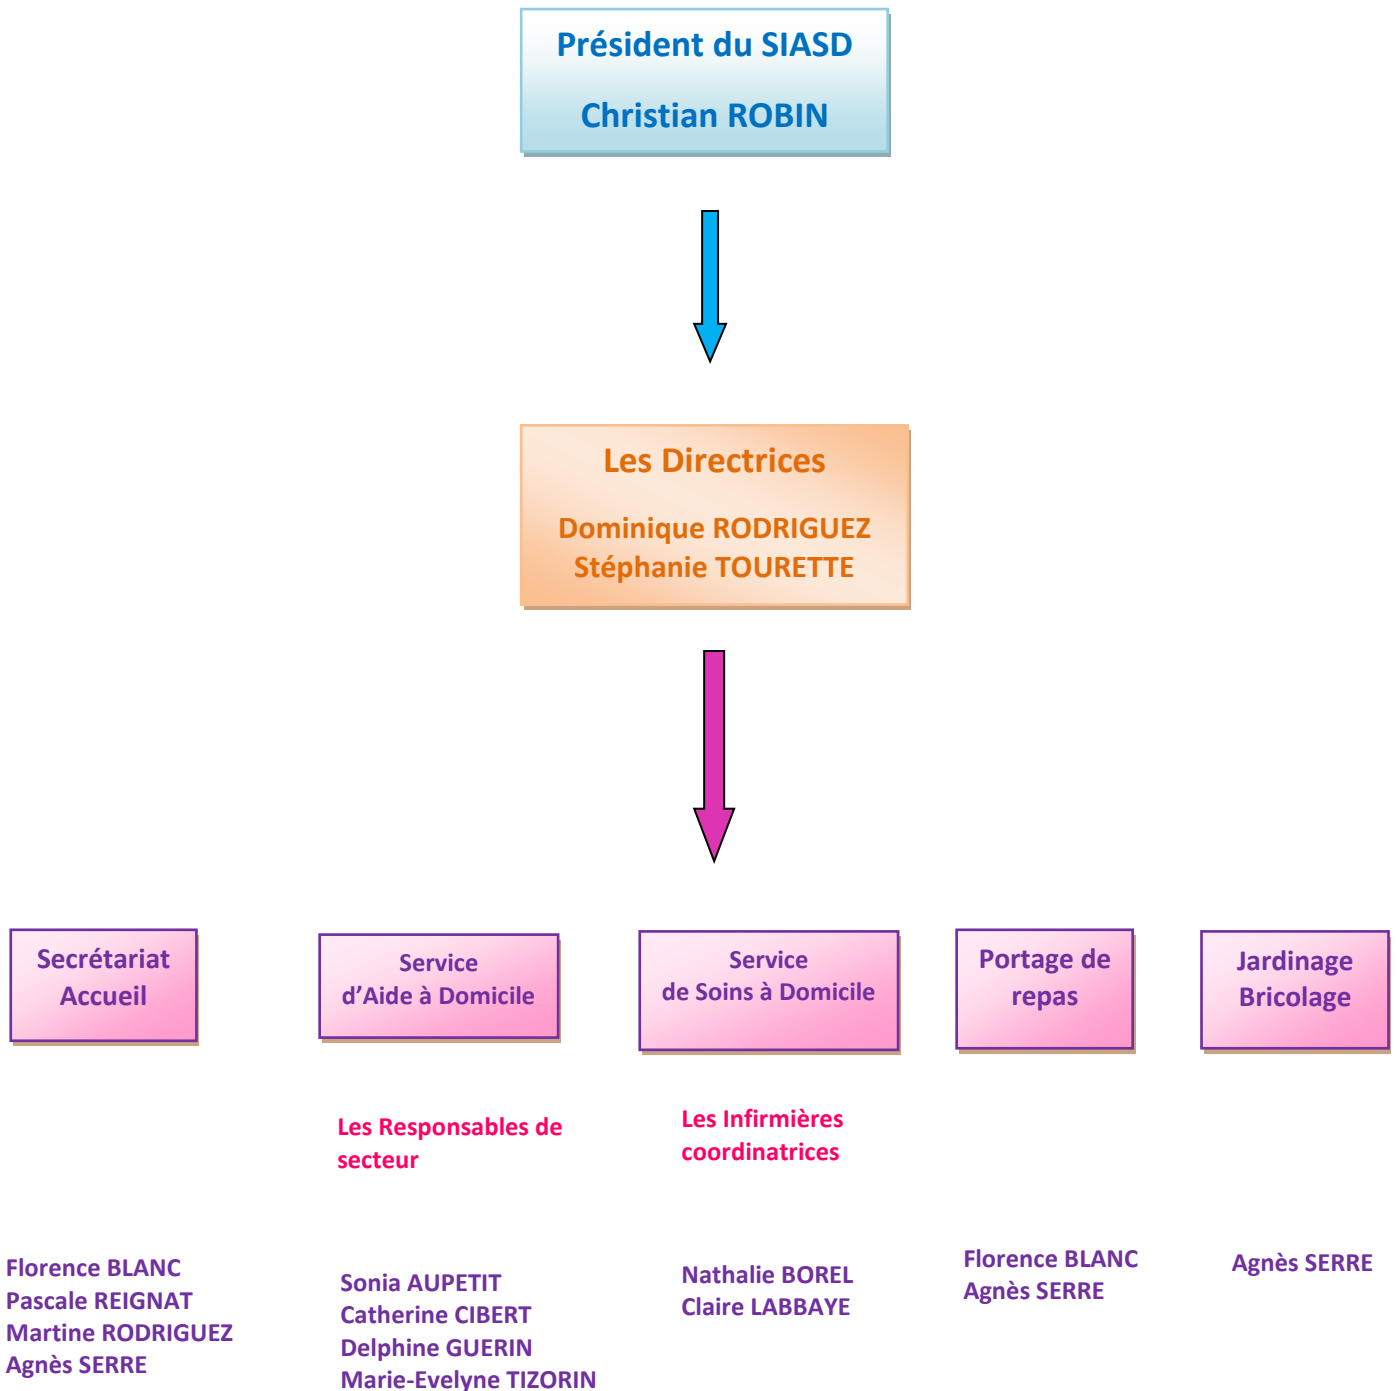 Président du SIASD
Christian ROBIN
Les Directrices
Dominique RODRIGUEZ
Stéphanie TOURETTE
Secrétariat
Accueil
Service
d’Aide à Domicile
Service
de Soins à Domicile
Portage de
repas
Jardinage
Bricolage
Les Responsables de
secteur
Les Infirmières
coordinatrices
Florence BLANC
Pascale REIGNAT
Martine RODRIGUEZ
Agnès SERRE
Sonia AUPETIT
Catherine CIBERT
Delphine GUERIN
Marie-Evelyne TIZORIN
Nathalie BOREL
Claire LABBAYE
Florence BLANC
Agnès SERRE
Agnès SERRE